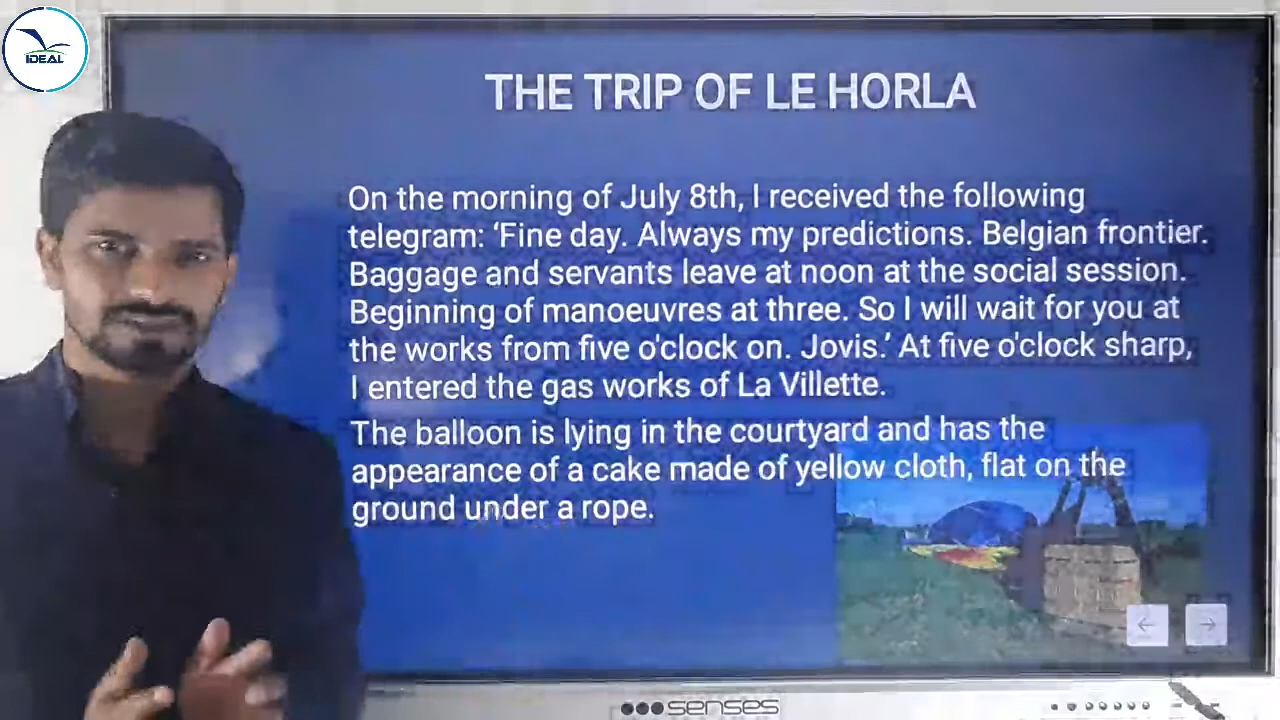 IDEAL
THE TRIP OF LE HORLA
On the morning of July 8th, I received the following
telegram: ‘Fine day. Always my predictions. Belgian frontier.
Baggage and servants leave at noon at the social session.
Beginning of manoeuvres at three. So I will wait for you at
the works from five o'clock on. Jovis.’ At five o'clock sharp,
I entered the gas works of La Villette.
The balloon is lying in the courtyard and has the
appearance of a cake made of yellow cloth, flat on the
ground under a rope.
senses